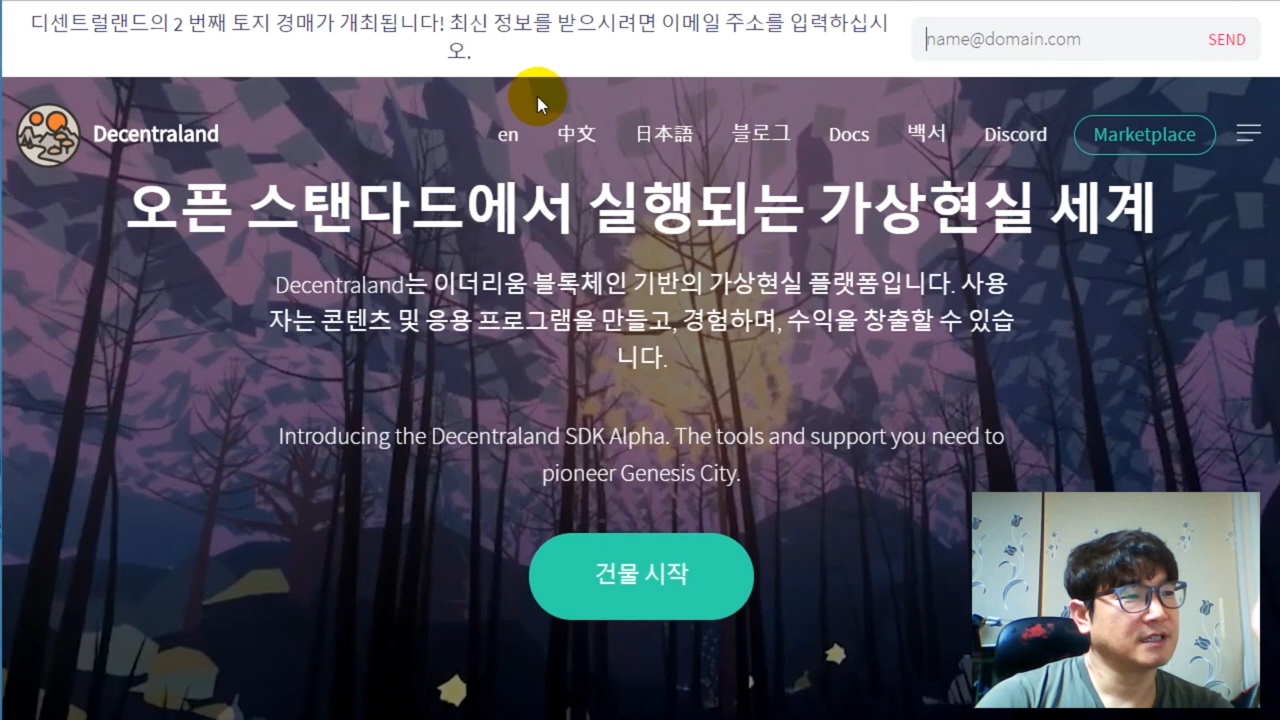 디센트럴랜드의 2 번째 토지 경매가 개최됩니다! 최신 정보를 받으시려면 이메일 주소를 입력하십시
오.
name@domain.com SEND
Decentraland en 中文 日本語 블로그 Docs 백서 Discord Marketplace
오픈 스탠다드에서 실행되는 가상현실 세계
Decentraland는 이더리움 블록체인 기반의 가상현실 플랫폼입니다. 사용
자는 콘텐츠 및 응용 프로그램을 만들고, 경험하며, 수익을 창출할 수 있습
니다.
Introducing the Decentraland SDK Alpha. The tools and support you need to
pioneer Genesis City.
건물 시작